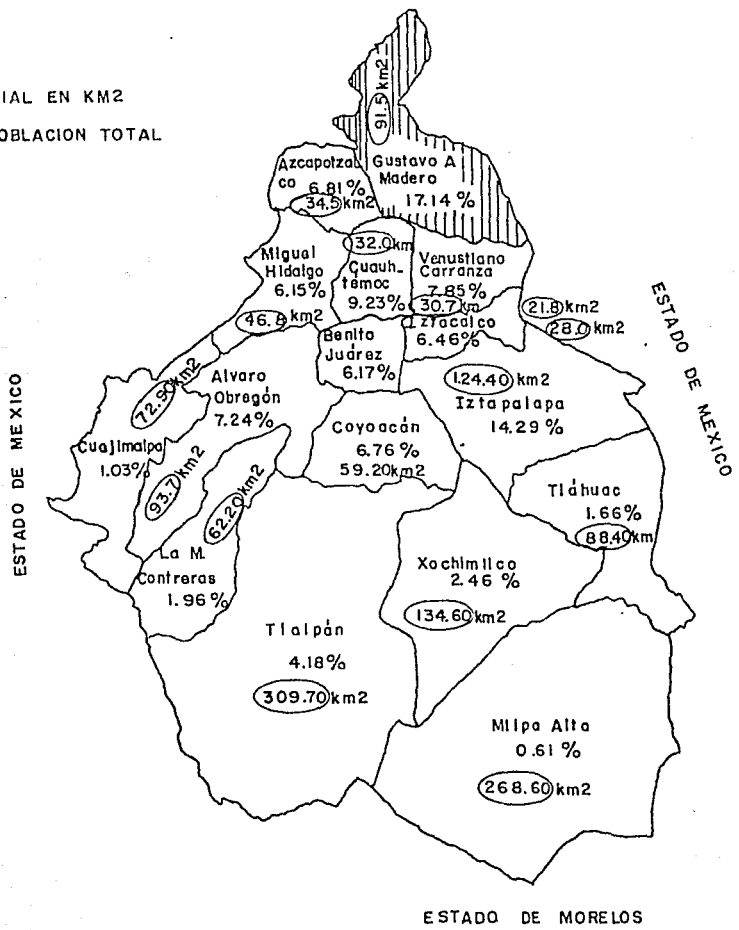 IAL EN KM2
OBLACION TOTAL
91.5 km2
Gustavo A
Madero
17.14 %
Azcapotzal
co 6.81 %
34.5 km2
32.0 km
Cuauh-
témoc
9.23%
Miguel
Hidalgo
6.15%
46.8 km2
Venustiano
Carranza
7.85%
30.7 km
Iztacalco
6.46%
21.8 km2
28.0 km2
Benito
Juárez
6.17%
72.90 km2
Alvaro
Obregón
7.24%
124.40 km2
Iztapalapa
14.29 %
Coyoacán
6.76 %
59.20 km2
Cuajimalpa
1.03%
93.7 km2
62.20 km2
La M.
Contreras
1.96%
Tláhuac
1.66%
88.40 km
Xochimilco
2.46 %
134.60 km2
Tlalpán
4.18%
309.70 km2
Milpa Alta
0.61 %
268.60 km2
ESTADO DE MEXICO
ESTADO DE MEXICO
ESTADO DE MORELOS